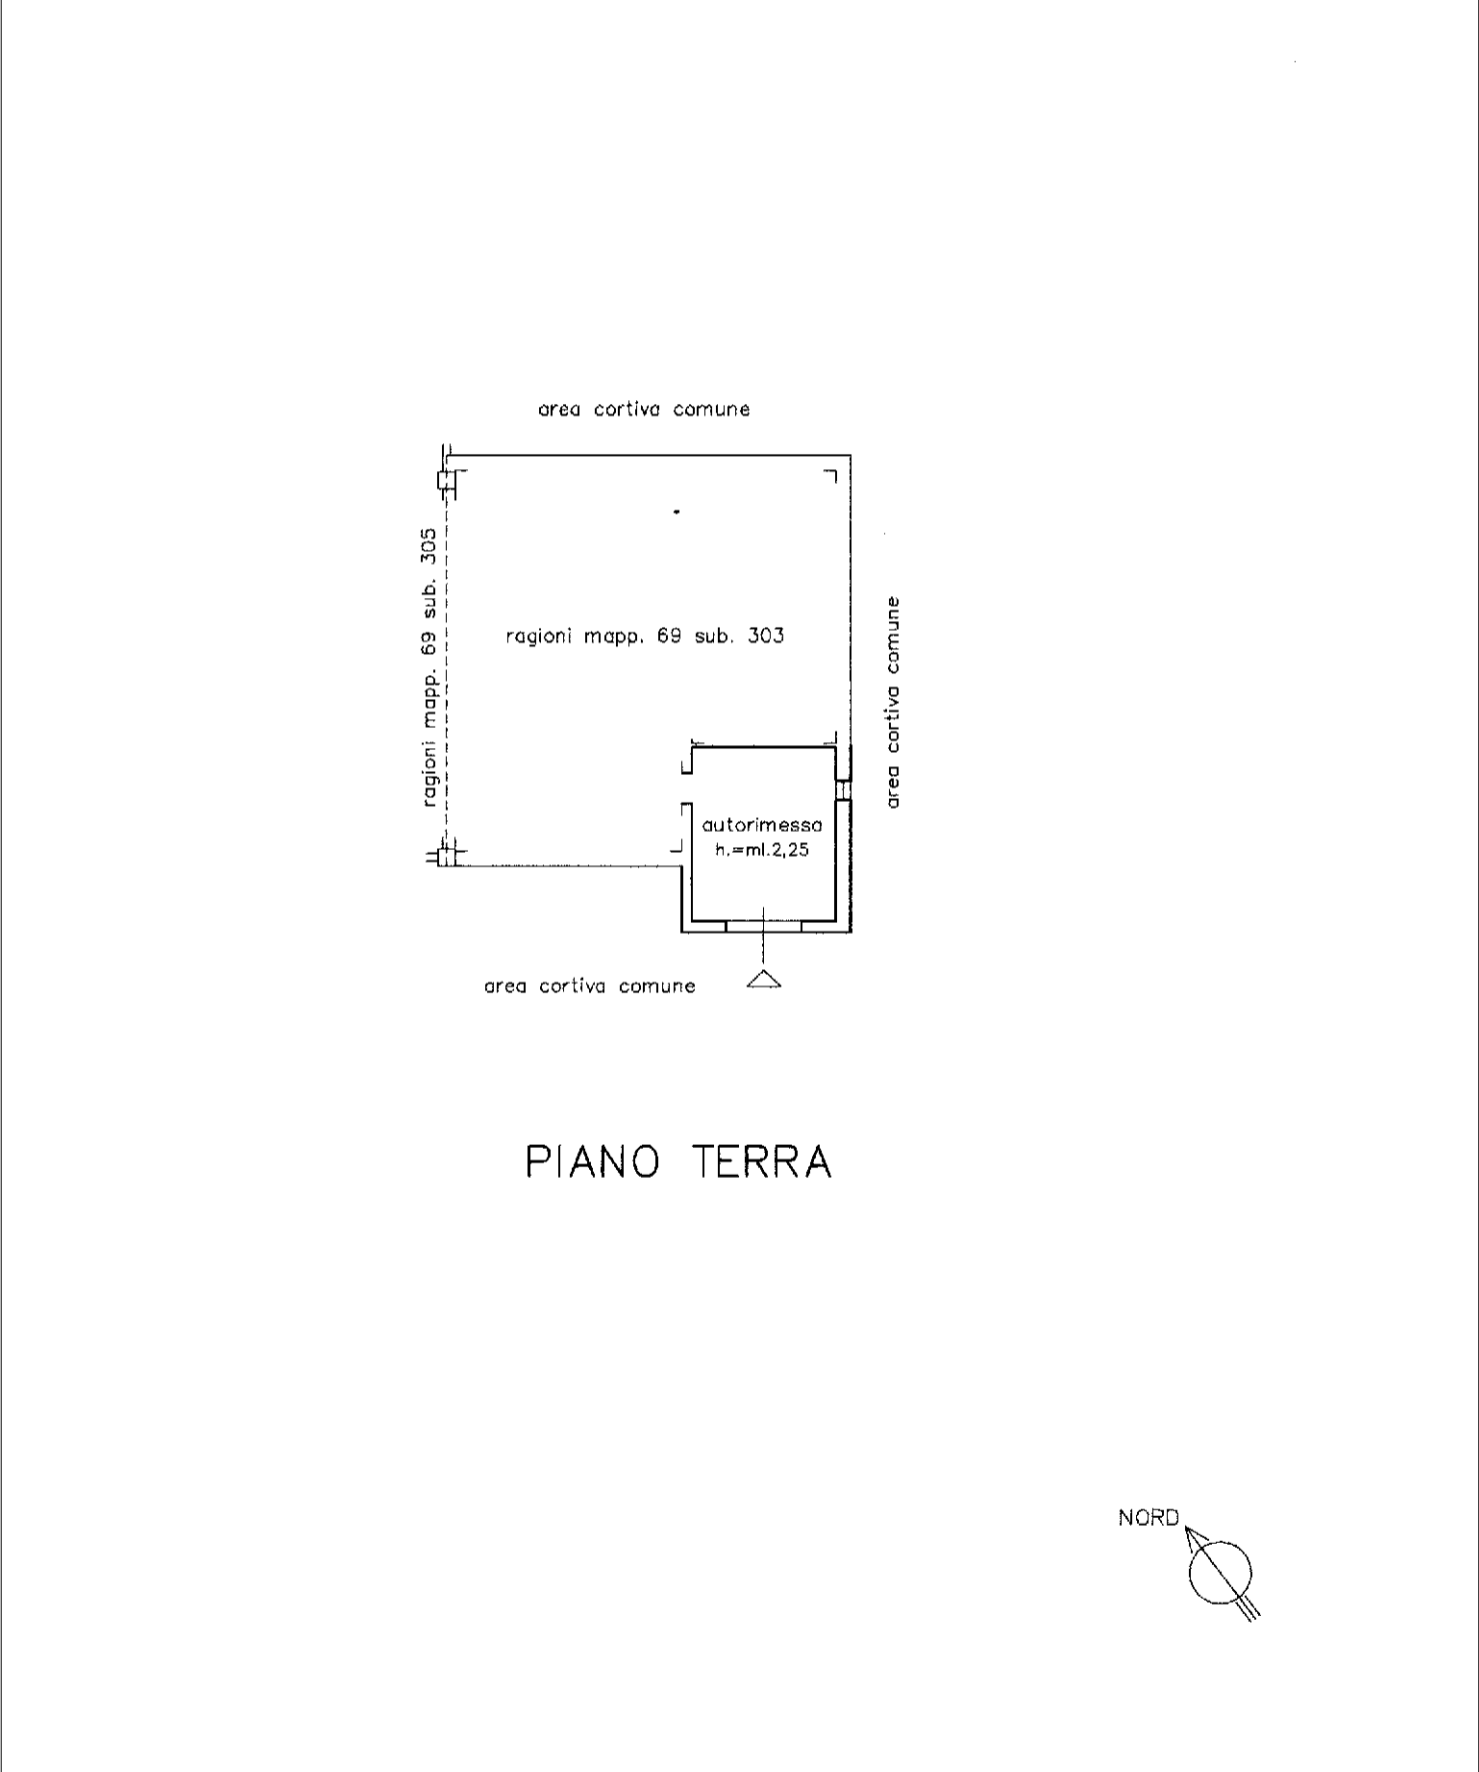 area cortiva comune
ragioni mapp. 69 sub. 305
ragioni mapp. 69 sub. 303
area cortiva comune
autorimessa
h.=ml.2,25
area cortiva comune
PIANO TERRA
NORD